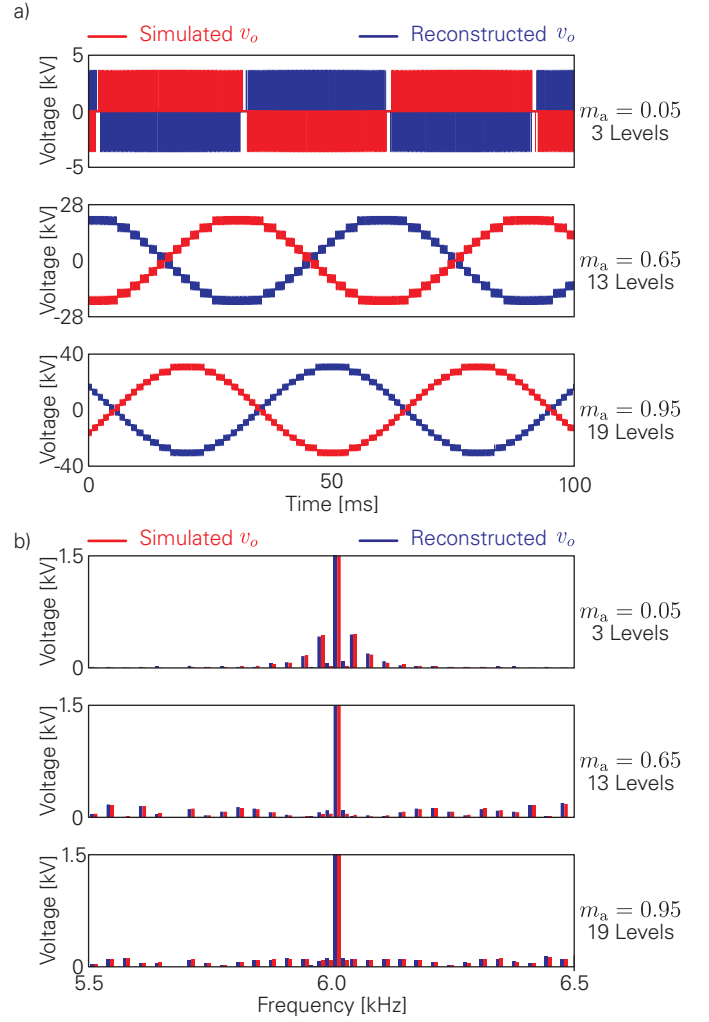 a)
Simulated v_o Reconstructed v_o
Voltage [kV]
5
0
-5
m_a = 0.05
3 Levels
Voltage [kV]
28
0
-28
m_a = 0.65
13 Levels
Voltage [kV]
40
0
-40
m_a = 0.95
19 Levels
0 50 100
Time [ms]
b)
Simulated v_o Reconstructed v_o
Voltage [kV]
1.5
0
m_a = 0.05
3 Levels
Voltage [kV]
1.5
0
m_a = 0.65
13 Levels
Voltage [kV]
1.5
0
m_a = 0.95
19 Levels
5.5 6.0 6.5
Frequency [kHz]